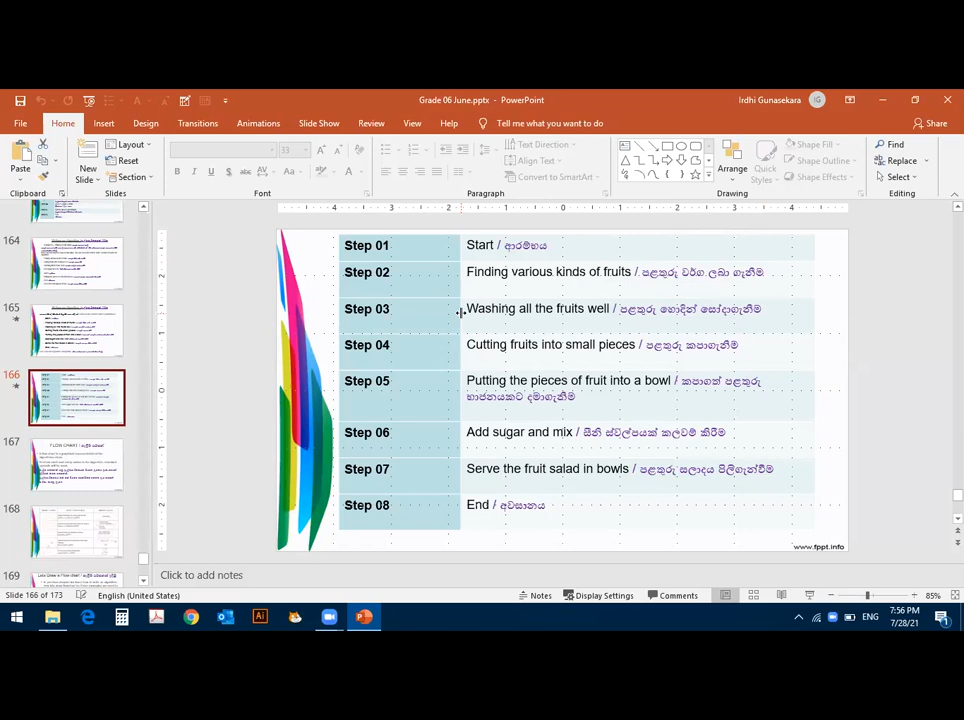 Grade 06 June.pptx - PowerPoint
Irdhi Gunasekara
IG
File Home Insert Design Transitions Animations Slide Show Review View Help Tell me what you want to do
Share
Paste
New Slide
Layout
Reset
Section
33
Text Direction
Align Text
Convert to SmartArt
Arrange
Quick Styles
Shape Fill
Shape Outline
Shape Effects
Find
Replace
Select
Clipboard Slides Font Paragraph Drawing Editing
164
165
166
167
168
169
Step 01 Start / ආරම්භය
Step 02 Finding various kinds of fruits / පළතුරු වර්ග ලබා ගැනීම
Step 03 Washing all the fruits well / පළතුරු හොඳින් සෝදාගැනීම
Step 04 Cutting fruits into small pieces / පළතුරු කපාගැනීම
Step 05 Putting the pieces of fruit into a bowl / කපාගත් පළතුරු
භාජනයකට දමාගැනීම
Step 06 Add sugar and mix / සීනි ස්වල්පයක් කලවම් කිරීම
Step 07 Serve the fruit salad in bowls / පළතුරු සලාදය පිලිගැන්වීම
Step 08 End / අවසානය
www.fppt.info
Click to add notes
Slide 166 of 173 English (United States)
Notes Display Settings Comments 85%
ENG
7:56 PM
7/28/21